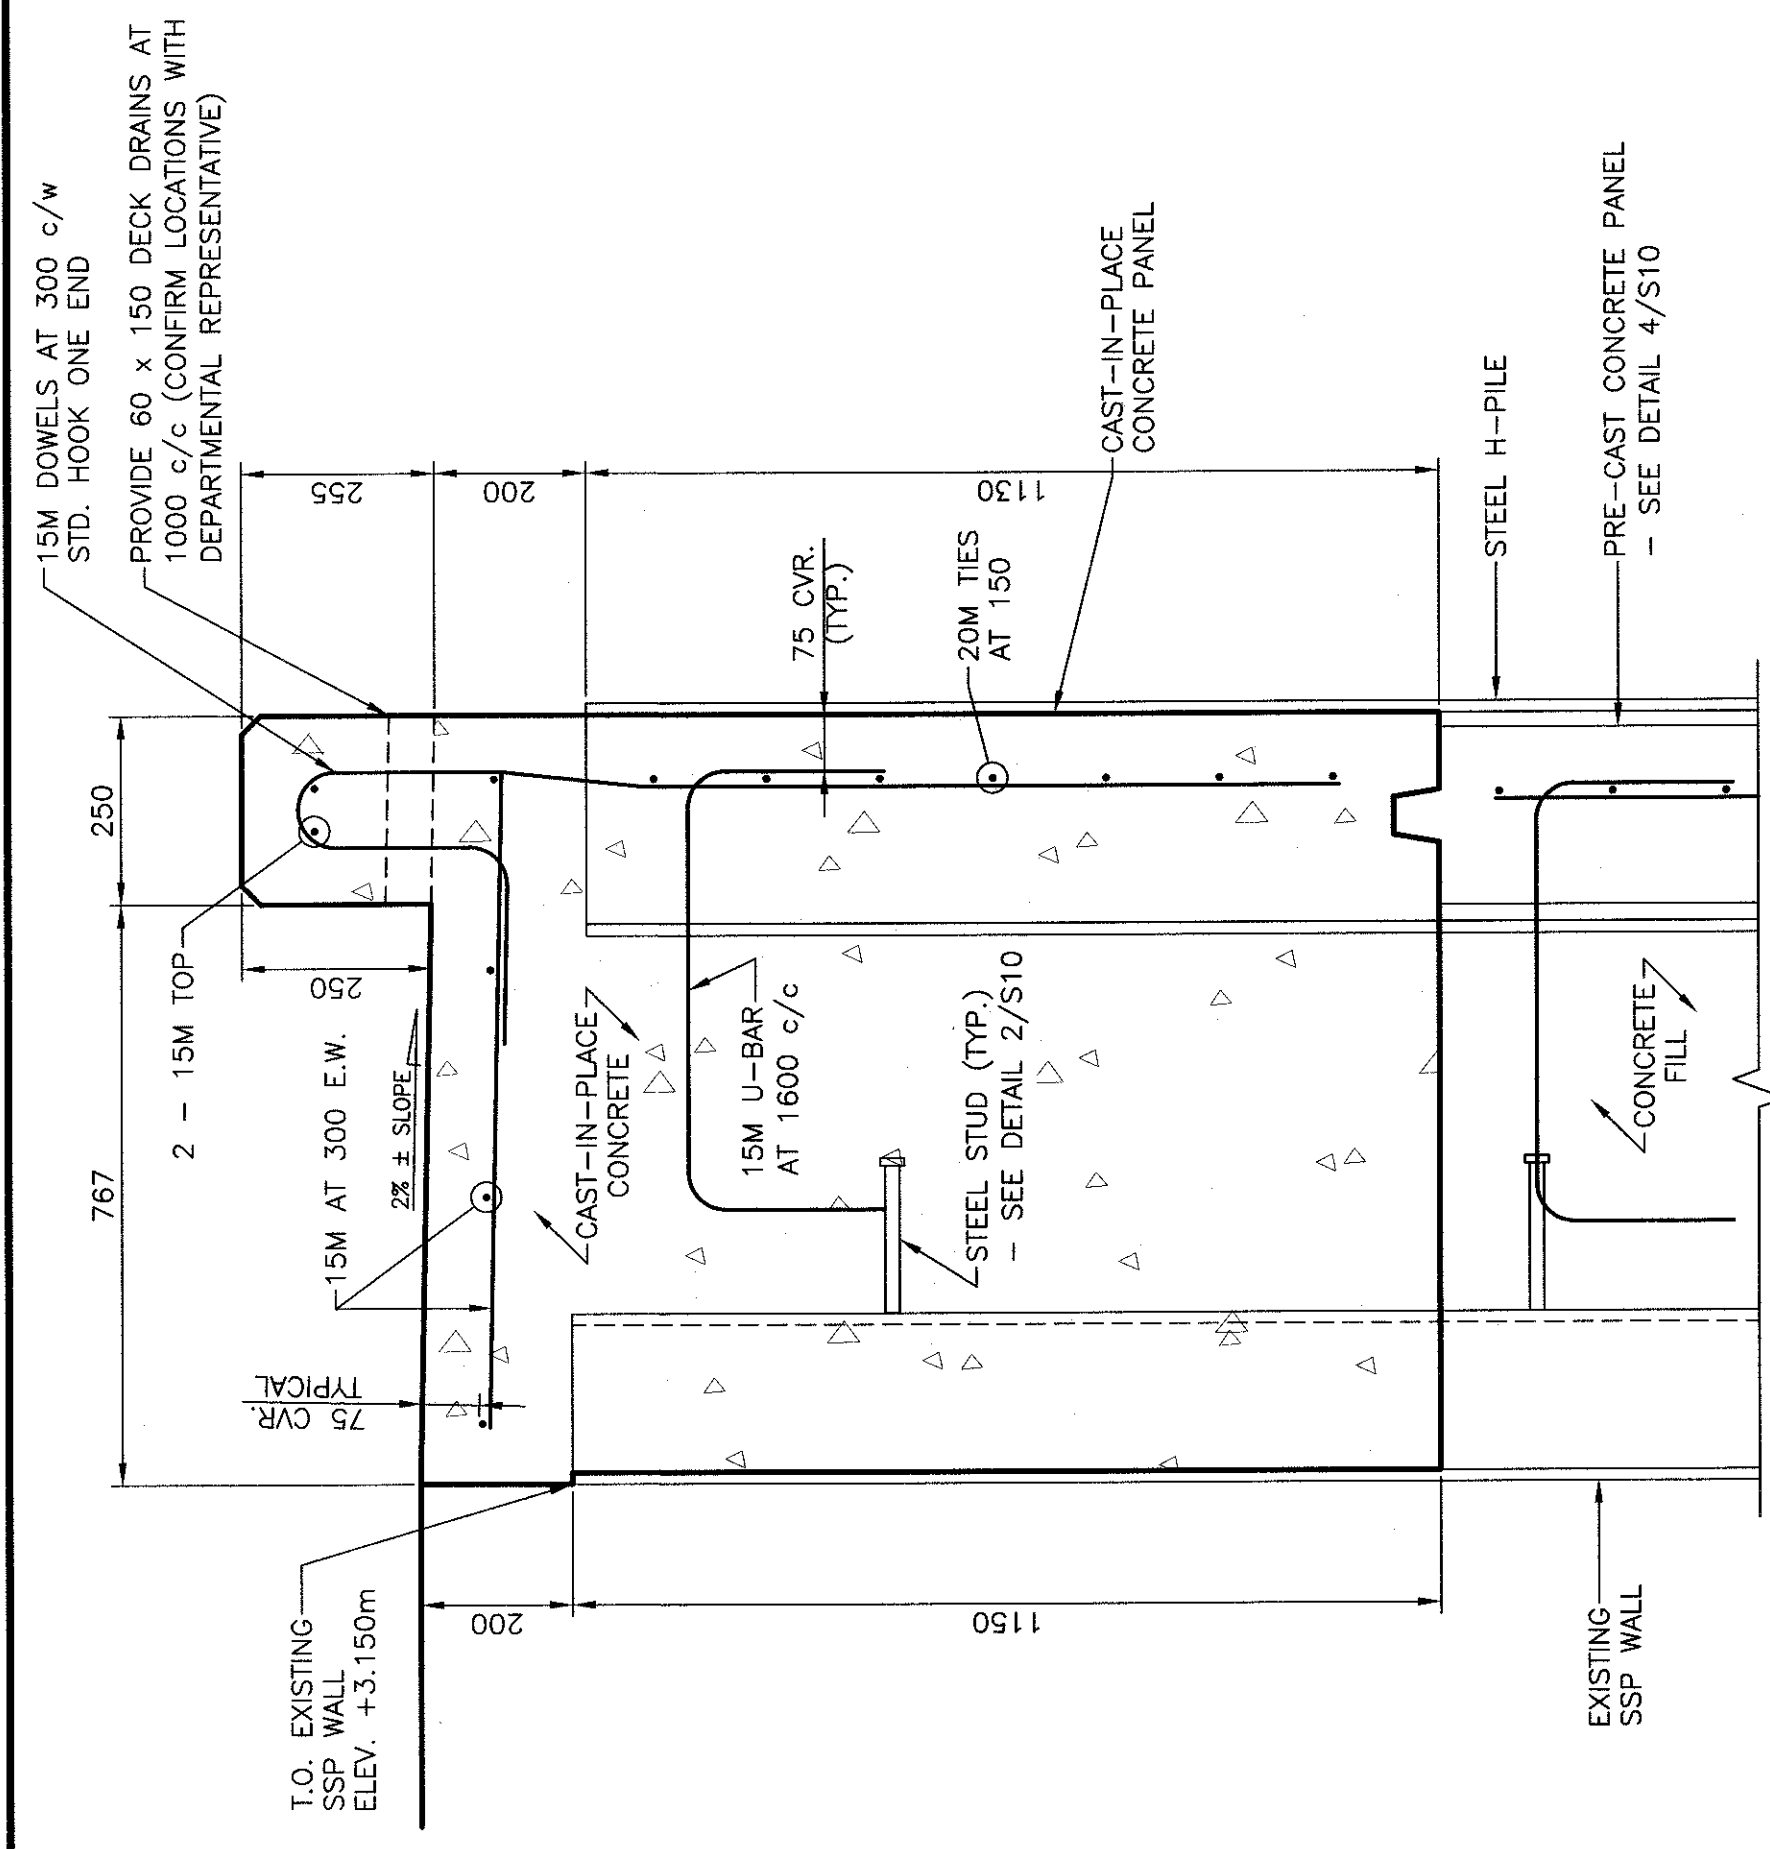 15M DOWELS AT 300 c/w
STD. HOOK ONE END
PROVIDE 60 x 150 DECK DRAINS AT
1000 c/c (CONFIRM LOCATIONS WITH
DEPARTMENTAL REPRESENTATIVE)
767
250
2 - 15M TOP
250
255
200
1130
15M AT 300 E.W.
2% ± SLOPE
75 CVR.
TYPICAL
T.O. EXISTING
SSP WALL
ELEV. +3.150m
CAST-IN-PLACE
CONCRETE
75 CVR.
(TYP.)
15M U-BAR
AT 1600 c/c
20M TIES
AT 150
CAST-IN-PLACE
CONCRETE PANEL
STEEL STUD (TYP.)
- SEE DETAIL 2/S10
200
1150
STEEL H-PILE
PRE-CAST CONCRETE PANEL
- SEE DETAIL 4/S10
CONCRETE
FILL
EXISTING
SSP WALL